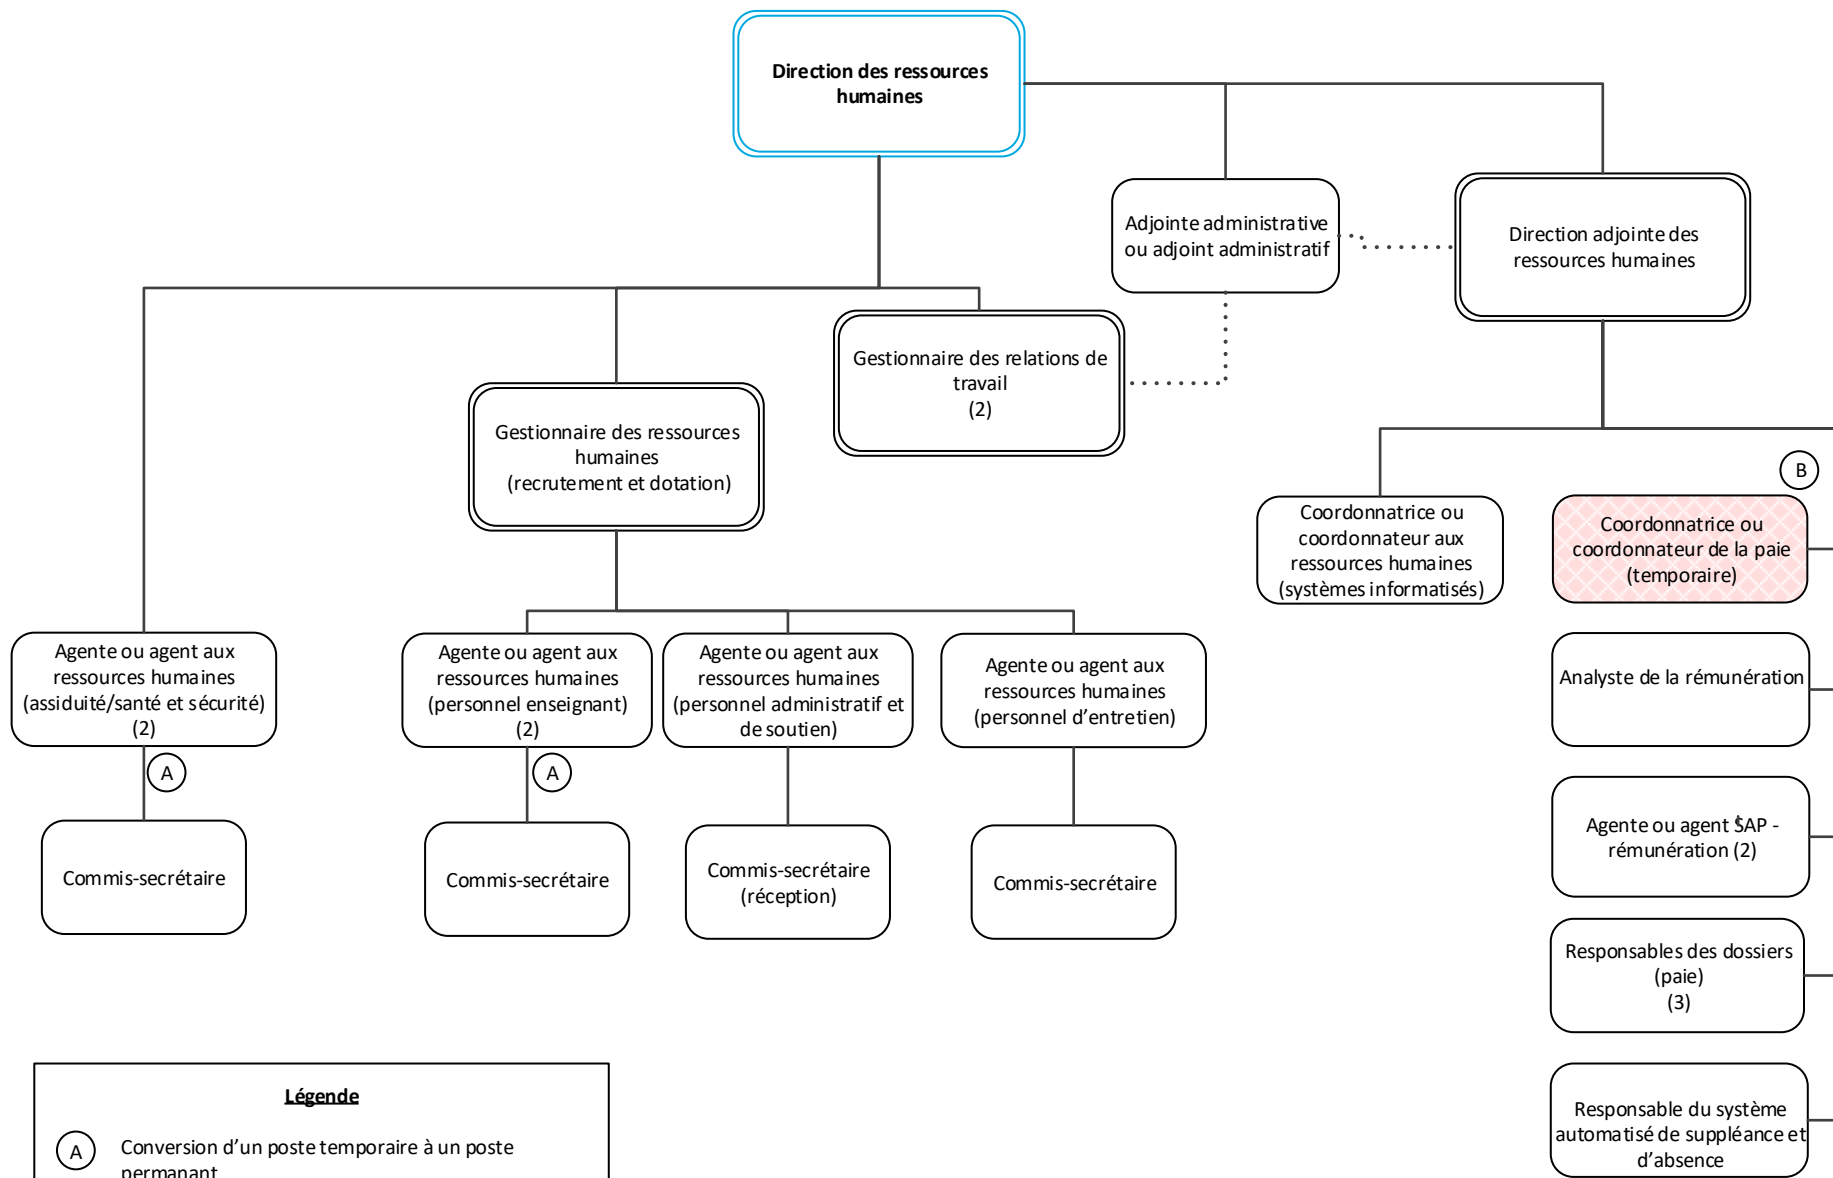 Direction des ressources
humaines
Adjointe administrative
ou adjoint administratif
Direction adjointe des
ressources humaines
Gestionnaire des relations de
travail
(2)
Gestionnaire des ressources
humaines
(recrutement et dotation)
B
Coordonnatrice ou
coordonnateur aux
ressources humaines
(systèmes informatisés)
Coordonnatrice ou
coordonnateur de la paie
(temporaire)
Agente ou agent aux
ressources humaines
(assiduité/santé et sécurité)
(2)
Agente ou agent aux
ressources humaines
(personnel enseignant)
(2)
Agente ou agent aux
ressources humaines
(personnel administratif et
de soutien)
Agente ou agent aux
ressources humaines
(personnel d'entretien)
Analyste de la rémunération
A
A
Commis-secrétaire
Commis-secrétaire
Commis-secrétaire
(réception)
Commis-secrétaire
Agente ou agent SAP -
rémunération (2)
Responsables des dossiers
(paie)
(3)
Responsable du système
automatisé de suppléance et
d'absence
Légende
A Conversion d'un poste temporaire à un poste
permanant